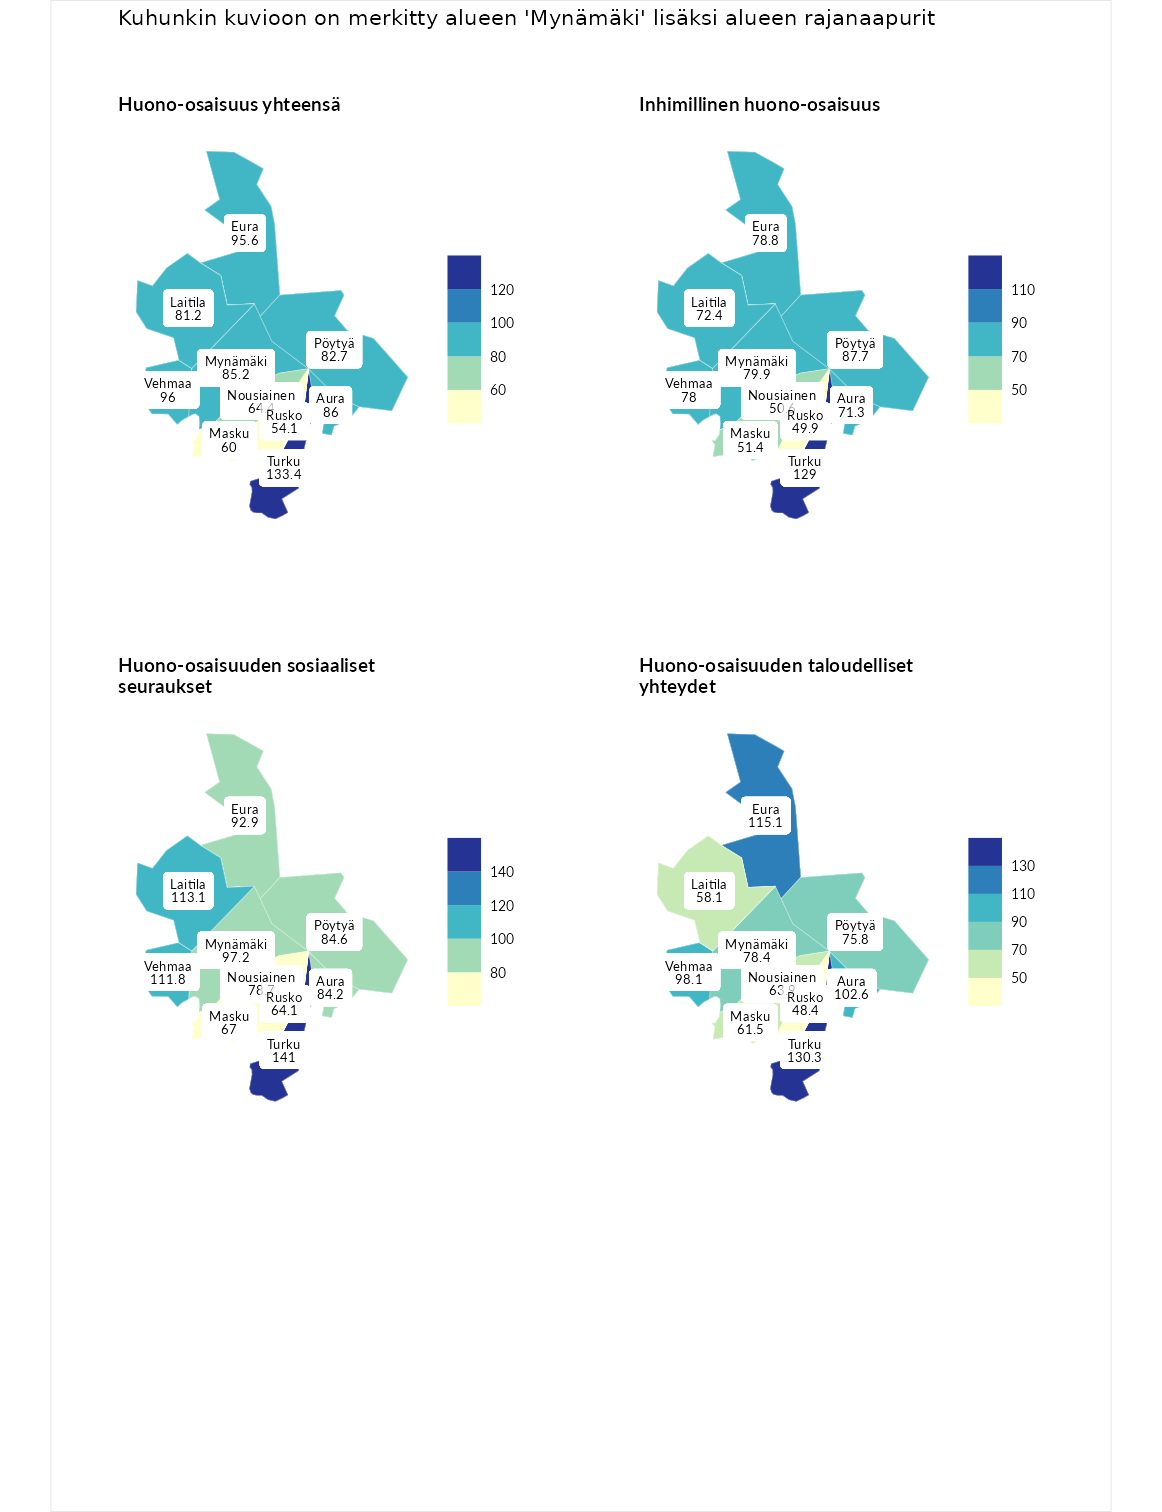 Kuhunkin kuvioon on merkitty alueen 'Mynämäki' lisäksi alueen rajanaapurit
Huono-osaisuus yhteensä
Eura
95.6
Laitila
81.2
Pöytyä
82.7
Mynämäki
85.2
Vehmaa
96
Nousiainen
Aura
86
Rusko
54.1
Masku
60
Turku
133.4
120
100
80
60
Inhimillinen huono-osaisuus
Eura
78.8
Laitila
72.4
Pöytyä
87.7
Mynämäki
79.9
Vehmaa
78
Nousiainen
Aura
71.3
Rusko
49.9
Masku
51.4
Turku
129
110
90
70
50
Huono-osaisuuden sosiaaliset
seuraukset
Eura
92.9
Laitila
113.1
Pöytyä
84.6
Mynämäki
97.2
Vehmaa
111.8
Nousiainen
Aura
84.2
Rusko
64.1
Masku
67
Turku
141
140
120
100
80
Huono-osaisuuden taloudelliset
yhteydet
Eura
115.1
Laitila
58.1
Pöytyä
75.8
Mynämäki
78.4
Vehmaa
98.1
Nousiainen
Aura
102.6
Rusko
48.4
Masku
61.5
Turku
130.3
130
110
90
70
50